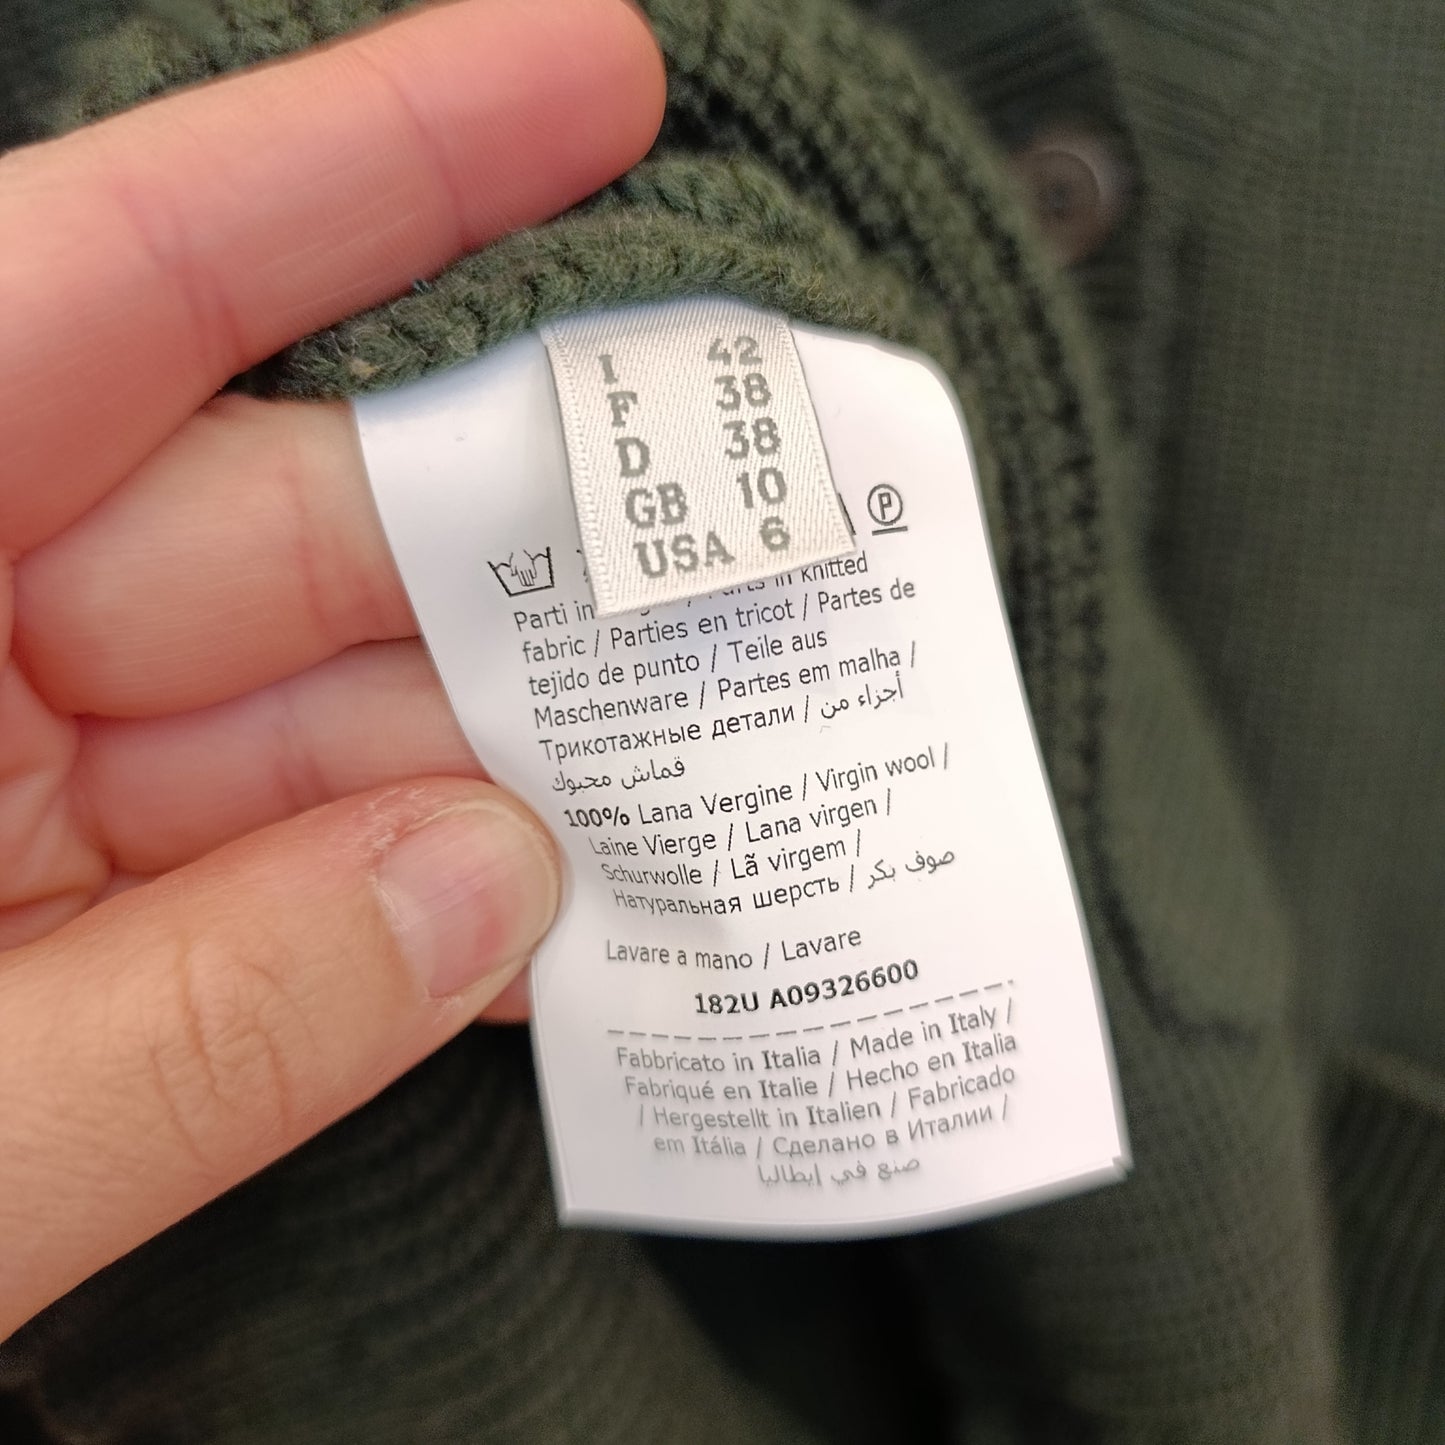 I 42
F 38
D 38
GB 10
USA 6
P
Parti in / in knitted
fabric / Parties en tricot / Partes de
tejido de punto / Teile aus
Maschenware / Partes em malha /
Трикотажные детали / أجزاء من
قماش محبوك
100% Lana Vergine / Virgin wool /
Laine Vierge / Lana virgen /
Schurwolle / Lã virgem /
Натуральная шерсть / صوف بكر
Lavare a mano / Lavare
182U A09326600
Fabbricato in Italia / Made in Italy /
Fabriqué en Italie / Hecho en Italia
/ Hergestellt in Italien / Fabricado
em Itália / Сделано в Италии /
صنع في إيطاليا